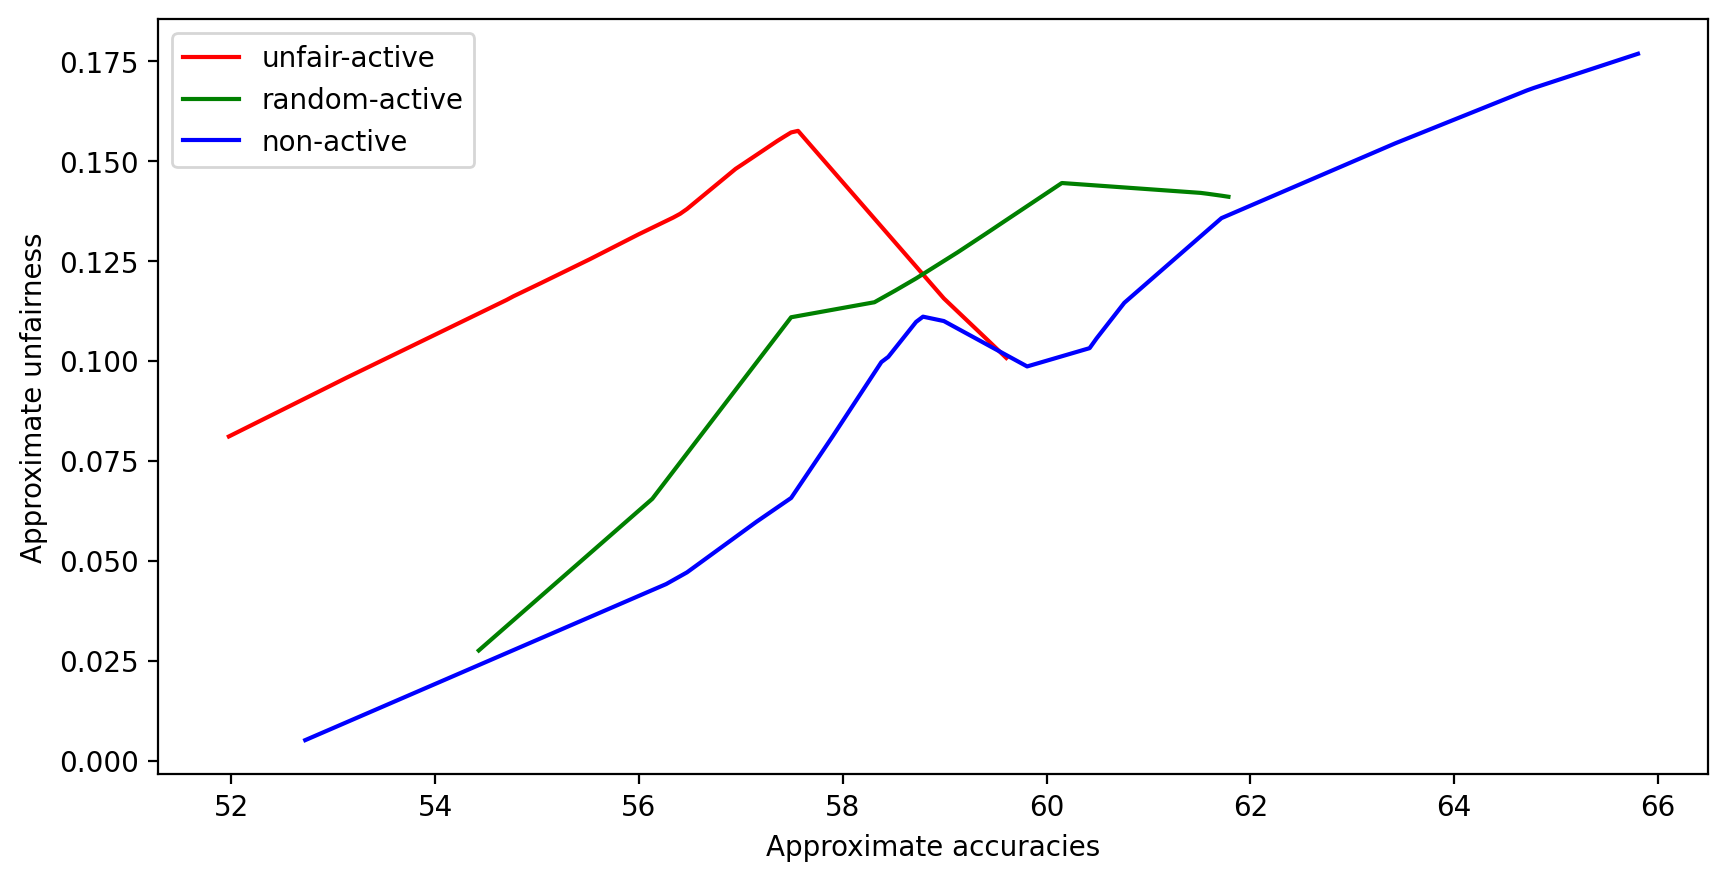 unfair-active
random-active
non-active
Approximate unfairness
0.175
0.150
0.125
0.100
0.075
0.050
0.025
0.000
52 54 56 58 60 62 64 66
Approximate accuracies